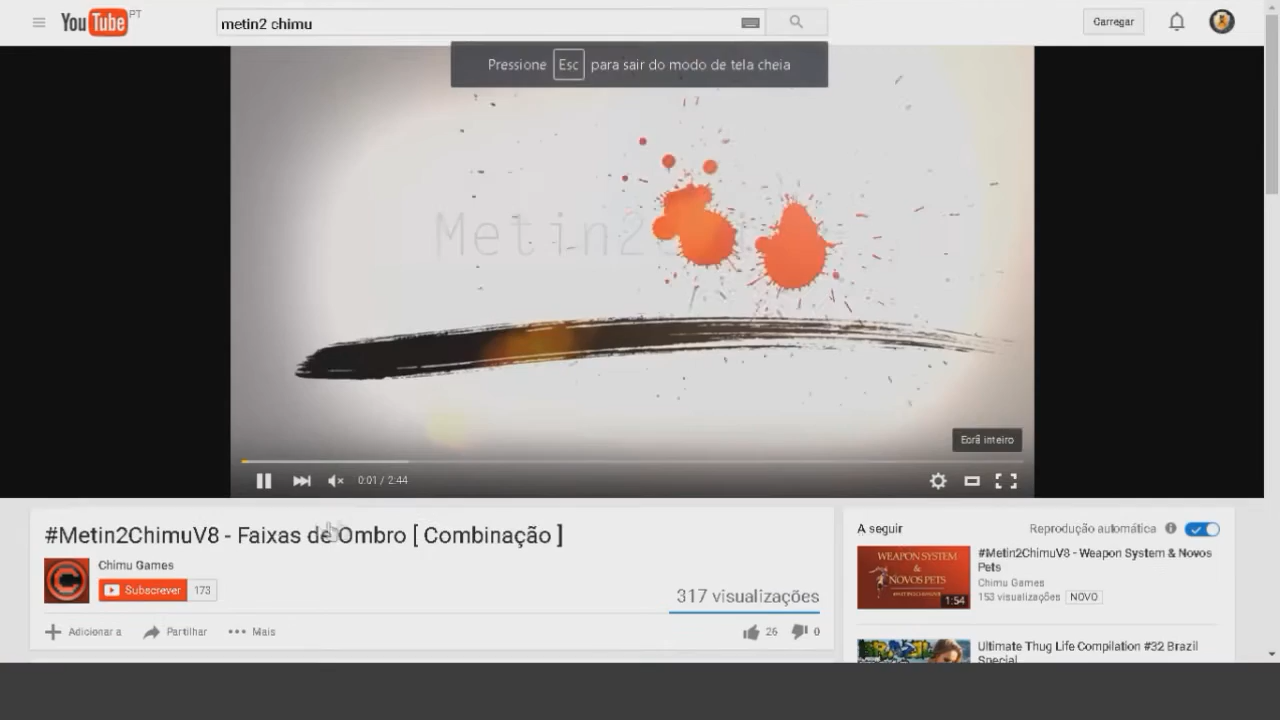 YouTube PT
metin2 chimu
Carregar
Pressione Esc para sair do modo de tela cheia
Metin2
Ecrã inteiro
0:01 / 2:44
#Metin2ChimuV8 - Faixas de Ombro [ Combinação ]
Chimu Games
Subscrever 173
317 visualizações
Adicionar a
Partilhar
Mais
26
0
A seguir
Reprodução automática
WEAPON SYSTEM
&
NOVOS PETS
1:54
#Metin2ChimuV8 - Weapon System & Novos
Pets
Chimu Games
153 visualizações NOVO
Ultimate Thug Life Compilation #32 Brazil
Special